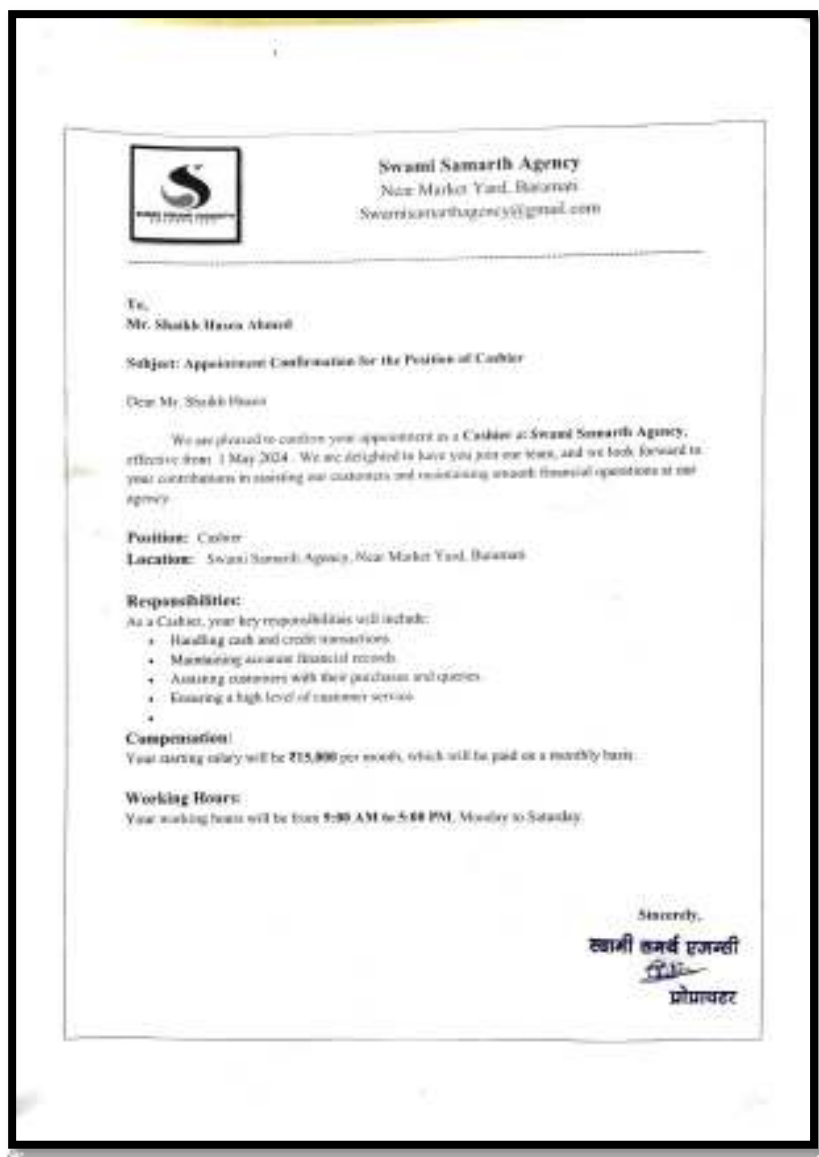 Swami Samarth Agency
Near Market Yard, Baramati
Swamisamarthagency@gmail.com
To,
Mr. Shaikh Husen Ahmed
Subject: Appointment Confirmation for the Position of Cashier
Dear Mr. Shaikh Husen
We are pleased to confirm your appointment as a Cashier at Swami Samarth Agency,
effective from 1 May 2024 . We are delighted to have you join our team, and we look forward to
your contributions in assisting our customers and maintaining smooth financial operations at our
agency.
Position: Cashier
Location: Swami Samarth Agency, Near Market Yard, Baramati
Responsibilities:
As a Cashier, your key responsibilities will include:
• Handling cash and credit transactions.
• Maintaining accurate financial records.
• Assisting customers with their purchases and queries.
• Ensuring a high level of customer service.
•
Compensation:
Your starting salary will be ₹15,000 per month, which will be paid on a monthly basis.
Working Hours:
Your working hours will be from 9:00 AM to 5:00 PM, Monday to Saturday.
Sincerely,
स्वामी समर्थ एजन्सी
प्रोप्रायटर